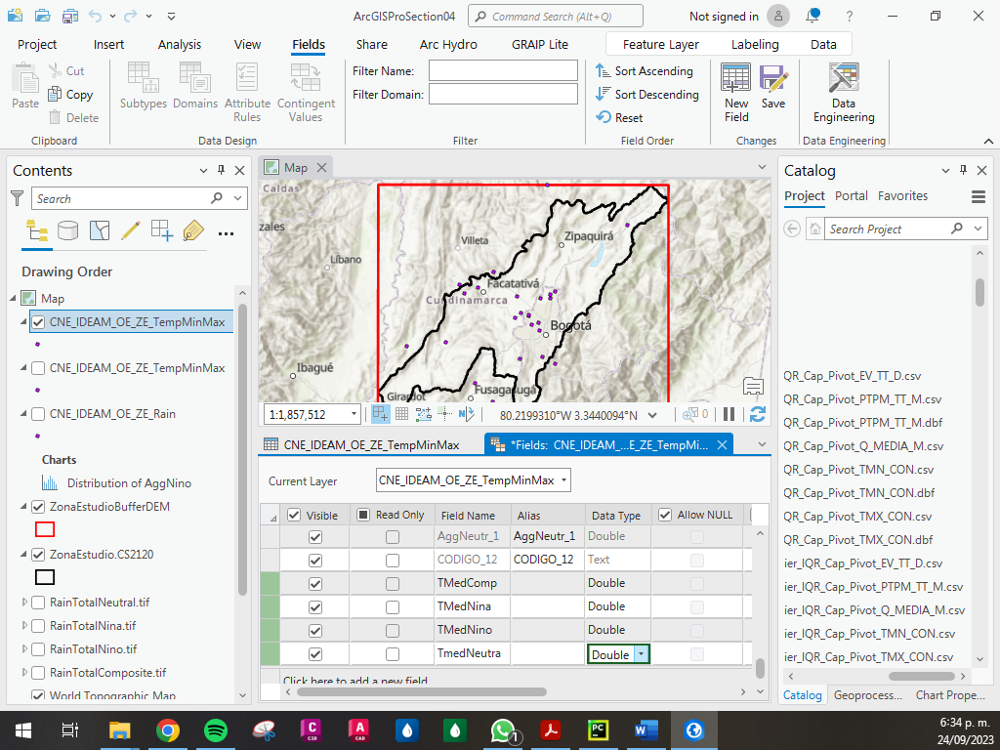 ArcGISProSection04
Command Search (Alt+Q)
Not signed in
?
Project
Insert
Analysis
View
Fields
Share
Arc Hydro
GRAIP Lite
Feature Layer
Labeling
Data
Paste
Cut
Copy
Delete
Clipboard
Subtypes
Domains
Attribute Rules
Contingent Values
Data Design
Filter Name:
Filter Domain:
Filter
Sort Ascending
Sort Descending
Reset
Field Order
New Field
Save
Changes
Data Engineering
Data Engineering
Contents
Search
Drawing Order
Map
CNE_IDEAM_OE_ZE_TempMinMax
CNE_IDEAM_OE_ZE_TempMinMax
CNE_IDEAM_OE_ZE_Rain
Charts
Distribution of AggNino
ZonaEstudioBufferDEM
ZonaEstudio.CS2120
RainTotalNeutral.tif
RainTotalNina.tif
RainTotalNino.tif
RainTotalComposite.tif
World Topographic Map
Map
Caldas
zales
Líbano
Villeta
Zipaquirá
Facatativá
Cundinamarca
Bogotá
Ibagué
Girardot
Fusagasugá
1:1,857,512
80.2199310°W 3.3440094°N
0
CNE_IDEAM_OE_ZE_TempMinMax
*Fields: CNE_IDEAM_...E_ZE_TempMi...
Current Layer
CNE_IDEAM_OE_ZE_TempMinMax
Visible Read Only Field Name Alias Data Type Allow NULL
AggNeutr_1 AggNeutr_1 Double
CODIGO_12 CODIGO_12 Text
TMedComp Double
TMedNina Double
TMedNino Double
TmedNeutra Double
Click here to add a new field
Catalog
Project
Portal
Favorites
Search Project
QR_Cap_Pivot_EV_TT_D.csv
QR_Cap_Pivot_PTPM_TT_M.csv
QR_Cap_Pivot_PTPM_TT_M.dbf
QR_Cap_Pivot_Q_MEDIA_M.csv
QR_Cap_Pivot_TMN_CON.csv
QR_Cap_Pivot_TMN_CON.dbf
QR_Cap_Pivot_TMX_CON.csv
QR_Cap_Pivot_TMX_CON.dbf
ier_IQR_Cap_Pivot_EV_TT_D.csv
ier_IQR_Cap_Pivot_PTPM_TT_M.csv
ier_IQR_Cap_Pivot_Q_MEDIA_M.csv
ier_IQR_Cap_Pivot_TMN_CON.csv
ier_IQR_Cap_Pivot_TMX_CON.csv
Catalog
Geoprocess...
Chart Prope...
C
C3D
A
CAD
1
PC
W
6:34 p. m.
24/09/2023